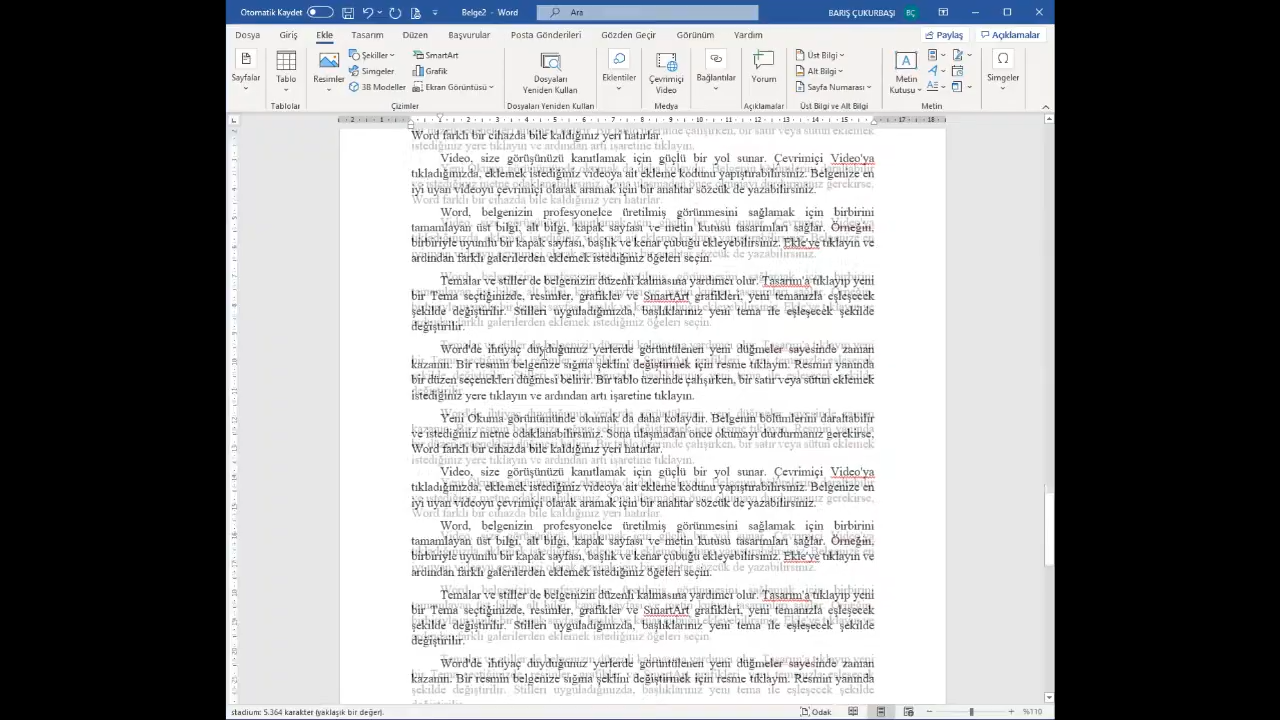 Otomatik Kaydet
Belge2 - Word
Ara
BARIŞ ÇUKURBAŞI
BÇ
Dosya Giriş Ekle Tasarım Düzen Başvurular Posta Gönderileri Gözden Geçir Görünüm Yardım
Paylaş
Açıklamalar
Sayfalar
Tablo
Tablolar
Resimler
Şekiller
Simgeler
3B Modeller
SmartArt
Grafik
Ekran Görüntüsü
Çizimler
Dosyaları Yeniden Kullan
Dosyaları Yeniden Kullan
Eklentiler
Çevrimiçi Video
Medya
Bağlantılar
Yorum
Açıklamalar
Üst Bilgi
Alt Bilgi
Sayfa Numarası
Üst Bilgi ve Alt Bilgi
Metin Kutusu
Metin
Simgeler
Word farklı bir cihazda bile kaldığınız yeri hatırlar.
Video, size görüşünüzü kanıtlamak için güçlü bir yol sunar. Çevrimiçi Video'ya
tıkladığınızda, eklemek istediğiniz videoya ait ekleme kodunu yapıştırabilirsiniz. Belgenize en
iyi uyan videoyu çevrimiçi olarak aramak için bir anahtar sözcük de yazabilirsiniz.
Word, belgenizin profesyonelce üretilmiş görünmesini sağlamak için birbirini
tamamlayan üst bilgi, alt bilgi, kapak sayfası ve metin kutusu tasarımları sağlar. Örneğin,
birbiriyle uyumlu bir kapak sayfası, başlık ve kenar çubuğu ekleyebilirsiniz. Ekle'ye tıklayın ve
ardından farklı galerilerden eklemek istediğiniz öğeleri seçin.
Temalar ve stiller de belgenizin düzenli kalmasına yardımcı olur. Tasarım'a tıklayıp yeni
bir Tema seçtiğinizde, resimler, grafikler ve SmartArt grafikleri, yeni temanızla eşleşecek
şekilde değiştirilir. Stilleri uyguladığınızda, başlıklarınız yeni tema ile eşleşecek şekilde
değiştirilir.
Word'de ihtiyaç duyduğunuz yerlerde görüntülenen yeni düğmeler sayesinde zaman
kazanın. Bir resmin belgenize sığma şeklini değiştirmek için resme tıklayın. Resmin yanında
bir düzen seçenekleri düğmesi belirir. Bir tablo üzerinde çalışırken, bir satır veya sütun eklemek
istediğiniz yere tıklayın ve ardından artı işaretine tıklayın.
Yeni Okuma görünümünde okumak da daha kolaydır. Belgenin bölümlerini daraltabilir
ve istediğiniz metne odaklanabilirsiniz. Sona ulaşmadan önce okumayı durdurmanız gerekirse,
Word farklı bir cihazda bile kaldığınız yeri hatırlar.
Video, size görüşünüzü kanıtlamak için güçlü bir yol sunar. Çevrimiçi Video'ya
tıkladığınızda, eklemek istediğiniz videoya ait ekleme kodunu yapıştırabilirsiniz. Belgenize en
iyi uyan videoyu çevrimiçi olarak aramak için bir anahtar sözcük de yazabilirsiniz.
Word, belgenizin profesyonelce üretilmiş görünmesini sağlamak için birbirini
tamamlayan üst bilgi, alt bilgi, kapak sayfası ve metin kutusu tasarımları sağlar. Örneğin,
birbiriyle uyumlu bir kapak sayfası, başlık ve kenar çubuğu ekleyebilirsiniz. Ekle'ye tıklayın ve
ardından farklı galerilerden eklemek istediğiniz öğeleri seçin.
Temalar ve stiller de belgenizin düzenli kalmasına yardımcı olur. Tasarım'a tıklayıp yeni
bir Tema seçtiğinizde, resimler, grafikler ve SmartArt grafikleri, yeni temanızla eşleşecek
şekilde değiştirilir. Stilleri uyguladığınızda, başlıklarınız yeni tema ile eşleşecek şekilde
değiştirilir.
Word'de ihtiyaç duyduğunuz yerlerde görüntülenen yeni düğmeler sayesinde zaman
kazanın. Bir resmin belgenize sığma şeklini değiştirmek için resme tıklayın. Resmin yanında
stadium: 5.364 karakter (yaklaşık bir değer).
Odak
%110